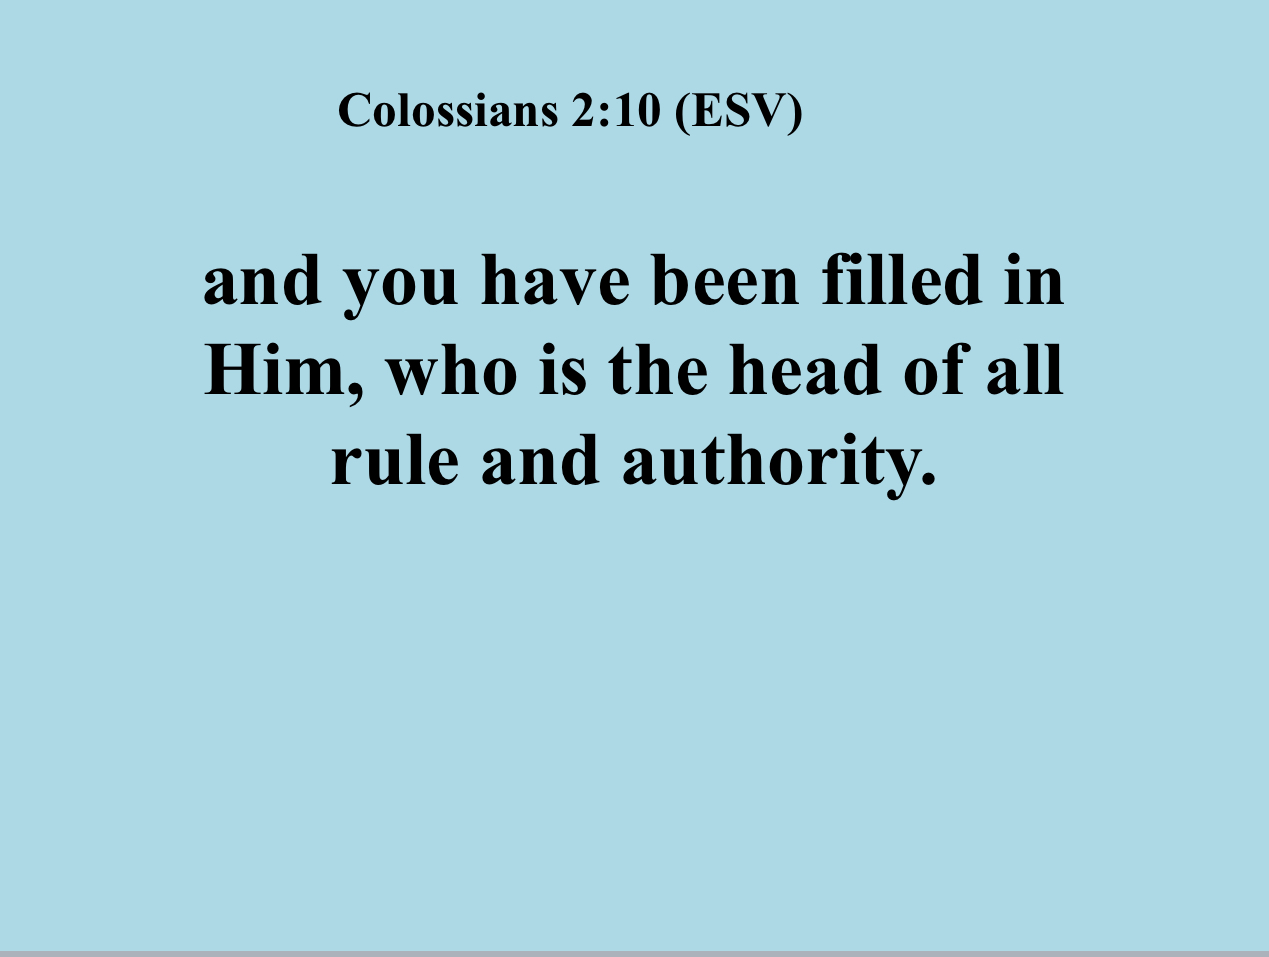 Colossians 2:10 (ESV)
and you have been filled in
Him, who is the head of all
rule and authority.